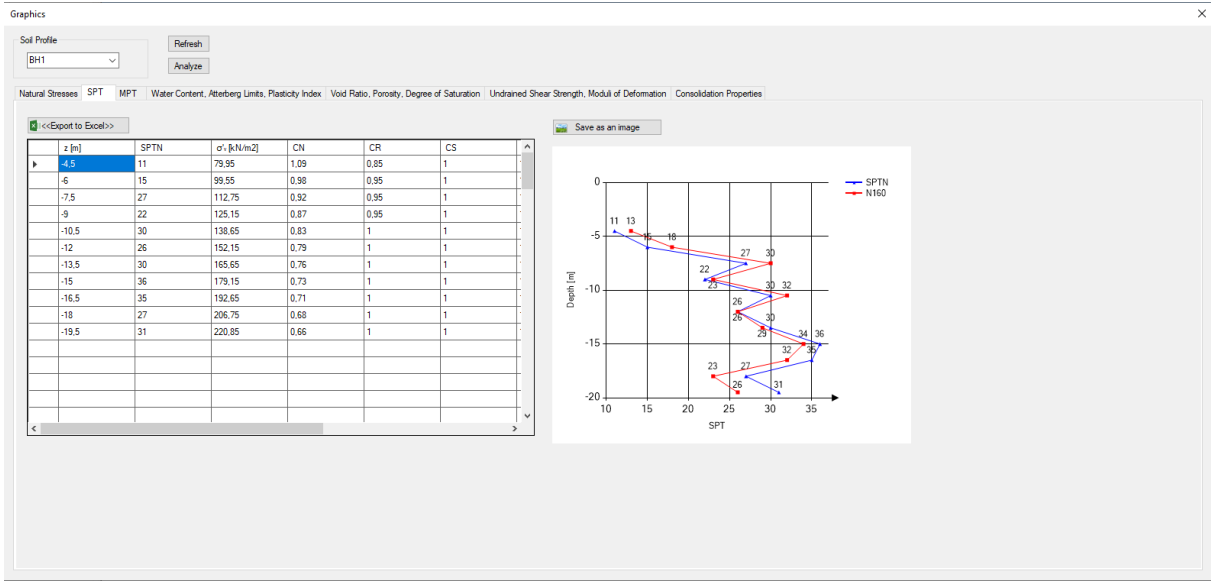 Graphics
Soil Profile
BH1
Refresh
Analyze
Natural Stresses SPT MPT Water Content, Atterberg Limits, Plasticity Index Void Ratio, Porosity, Degree of Saturation Undrained Shear Strength, Moduli of Deformation Consolidation Properties
<<Export to Excel>>
z [m] SPTN σ'ᵥ [kN/m2] CN CR CS
-4,5 11 79,95 1,09 0,85 1
-6 15 99,55 0,98 0,95 1
-7,5 27 112,75 0,92 0,95 1
-9 22 125,15 0,87 0,95 1
-10,5 30 138,65 0,83 1 1
-12 26 152,15 0,79 1 1
-13,5 30 165,65 0,76 1 1
-15 36 179,15 0,73 1 1
-16,5 35 192,65 0,71 1 1
-18 27 206,75 0,68 1 1
-19,5 31 220,85 0,66 1 1
Save as an image
SPTN
N160
0
-5
-10
-15
-20
Depth [m]
11 13
15 18
27 30
22
23
30 32
26
26
30
29
34 36
32 35
23 27
26 31
10 15 20 25 30 35
SPT